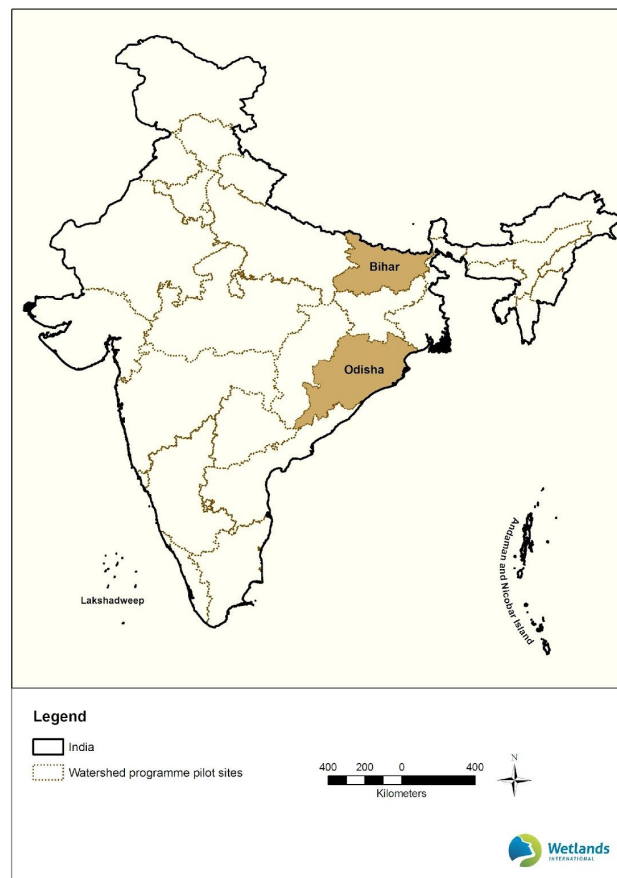 Bihar
Odisha
Lakshadweep
Andaman and Nicobar Island
Legend
India
Watershed programme pilot sites
400 200 0 400
Kilometers
N
Wetlands
INTERNATIONAL